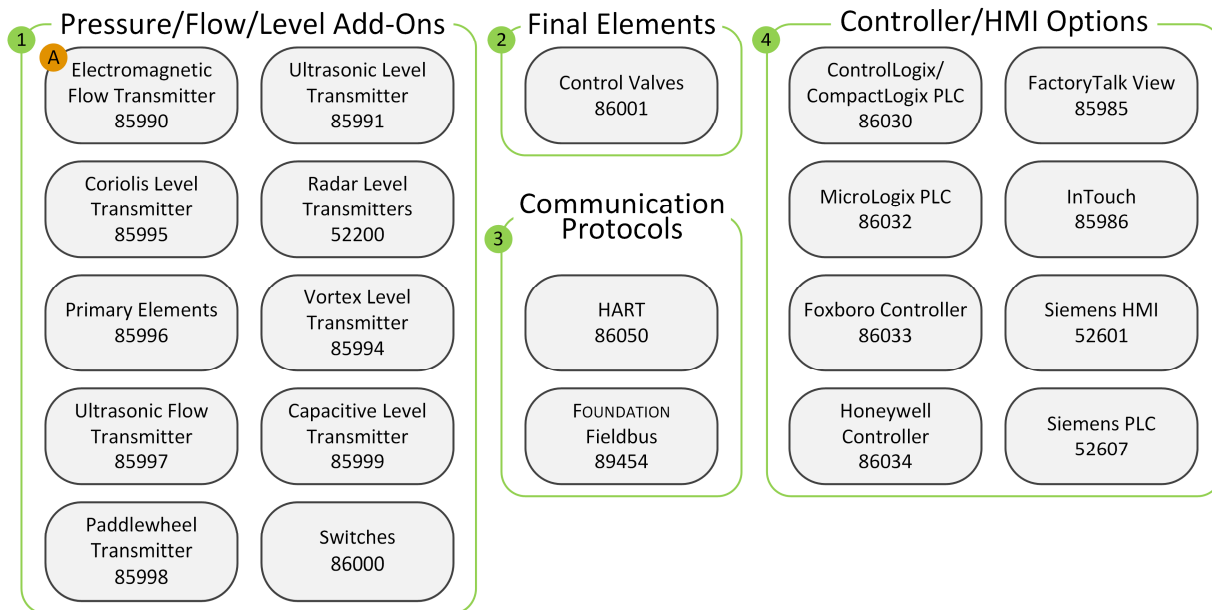 1
Pressure/Flow/Level Add-Ons
A
Electromagnetic
Flow Transmitter
85990
Ultrasonic Level
Transmitter
85991
Coriolis Level
Transmitter
85995
Radar Level
Transmitters
52200
Primary Elements
85996
Vortex Level
Transmitter
85994
Ultrasonic Flow
Transmitter
85997
Capacitive Level
Transmitter
85999
Paddlewheel
Transmitter
85998
Switches
86000
2
Final Elements
Control Valves
86001
3
Communication
Protocols
HART
86050
FOUNDATION
Fieldbus
89454
4
Controller/HMI Options
ControlLogix/
CompactLogix PLC
86030
FactoryTalk View
85985
MicroLogix PLC
86032
InTouch
85986
Foxboro Controller
86033
Siemens HMI
52601
Honeywell
Controller
86034
Siemens PLC
52607